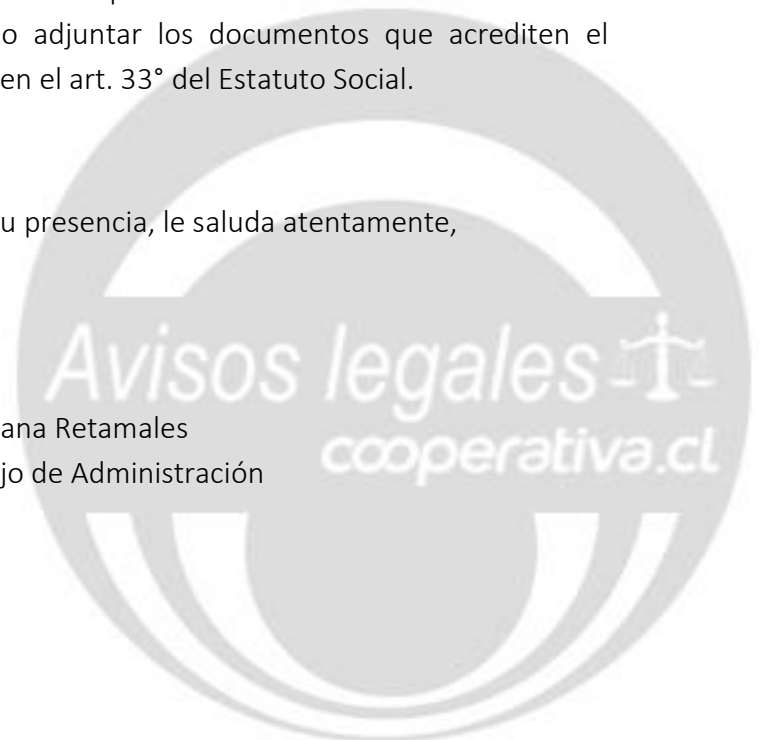 o adjuntar los documentos que acrediten el
en el art. 33° del Estatuto Social.
u presencia, le saluda atentamente,
Avisos legales
ana Retamales
cooperativa.cl
jo de Administración